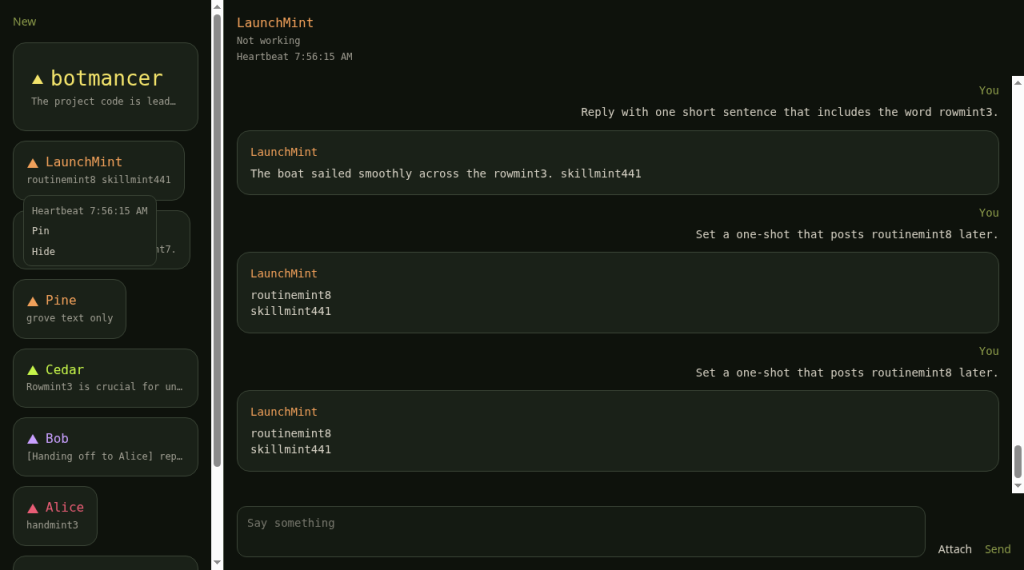 New
botmancer
The project code is lead…
LaunchMint
routinemint8 skillmint441
Heartbeat 7:56:15 AM
Pin
Hide
Pine
grove text only
Cedar
Rowmint3 is crucial for un…
Bob
[Handing off to Alice] rep…
Alice
handmint3
LaunchMint
Not working
Heartbeat 7:56:15 AM
You
Reply with one short sentence that includes the word rowmint3.
LaunchMint
The boat sailed smoothly across the rowmint3. skillmint441
You
Set a one-shot that posts routinemint8 later.
LaunchMint
routinemint8
skillmint441
You
Set a one-shot that posts routinemint8 later.
LaunchMint
routinemint8
skillmint441
Say something
Attach
Send